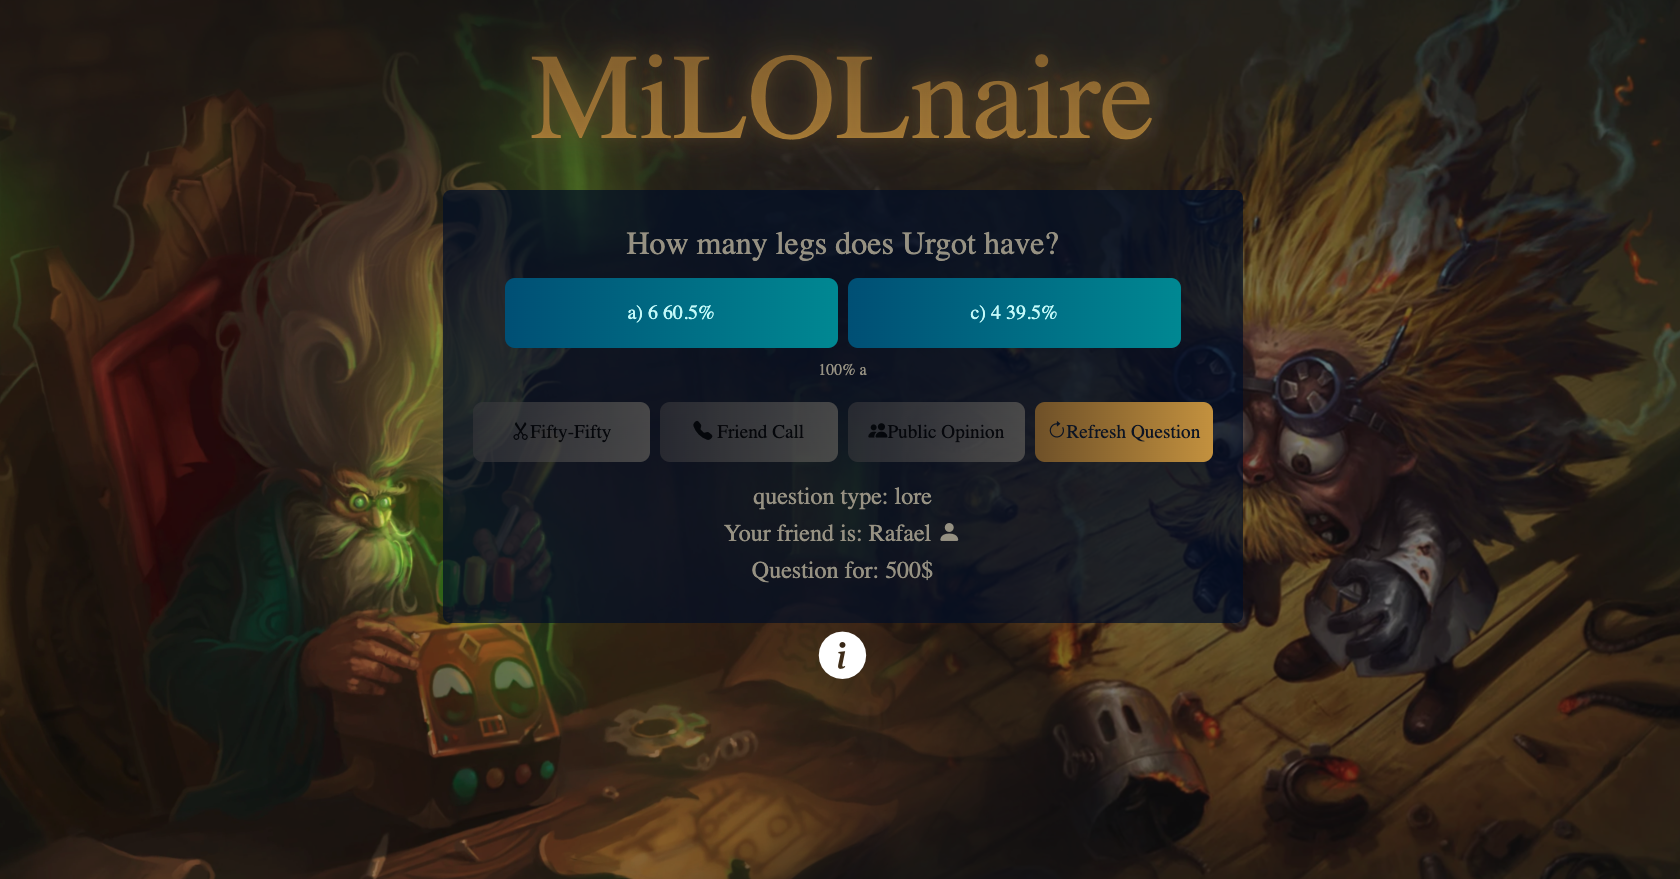 MiLOLnaire
How many legs does Urgot have?
a) 6 60.5%
c) 4 39.5%
100% a
Fifty-Fifty
Friend Call
Public Opinion
Refresh Question
question type: lore
Your friend is: Rafael
Question for: 500$
i